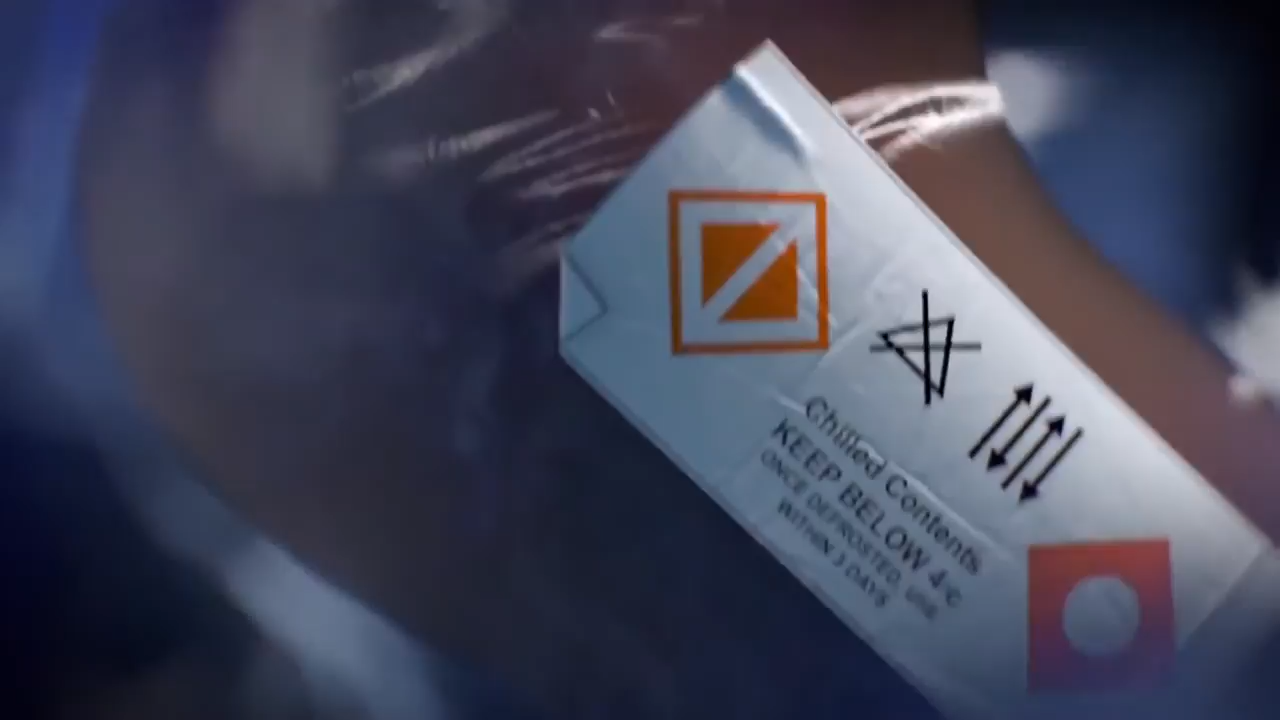 Chilled Contents
KEEP BELOW 4°C
ONCE DEFROSTED, USE
WITHIN 3 DAYS